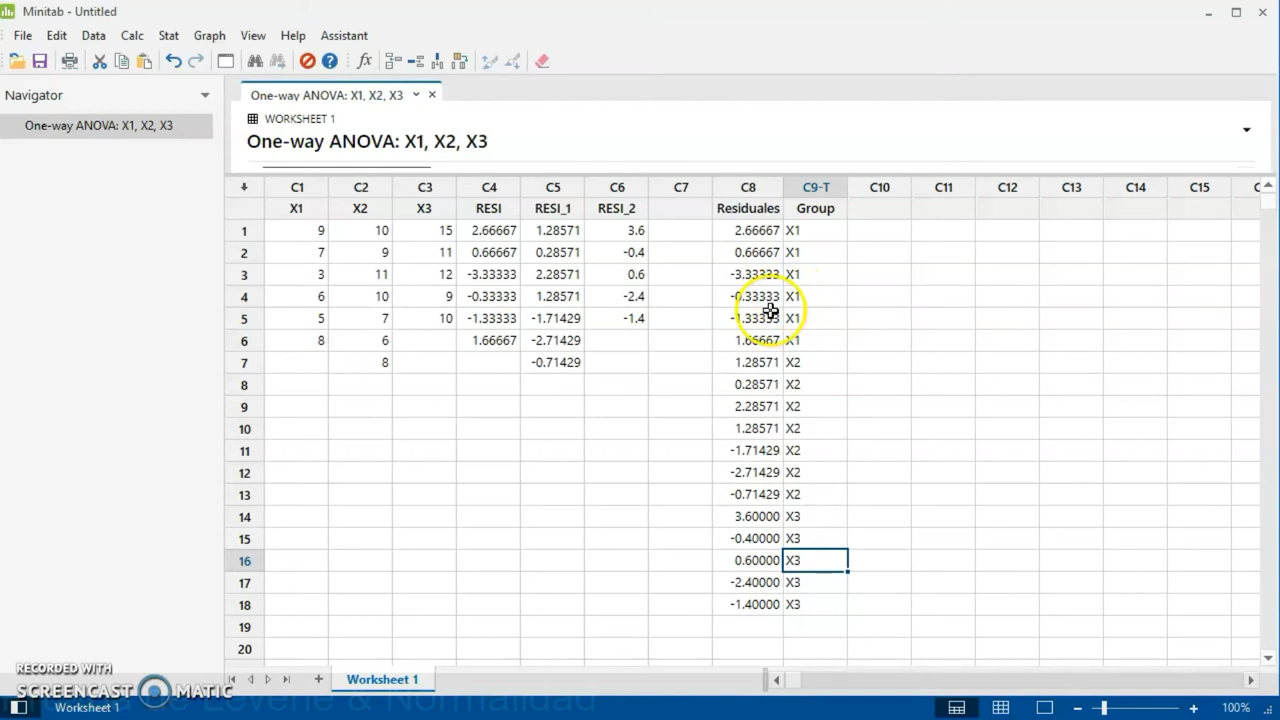 Minitab - Untitled
File Edit Data Calc Stat Graph View Help Assistant
Navigator
One-way ANOVA: X1, X2, X3
One-way ANOVA: X1, X2, X3
WORKSHEET 1
One-way ANOVA: X1, X2, X3
C1 C2 C3 C4 C5 C6 C7 C8 C9-T C10 C11 C12 C13 C14 C15
X1 X2 X3 RESI RESI_1 RESI_2 Residuales Group
1 9 10 15 2.66667 1.28571 3.6 2.66667 X1
2 7 9 11 0.66667 0.28571 -0.4 0.66667 X1
3 3 11 12 -3.33333 2.28571 0.6 -3.33333 X1
4 6 10 9 -0.33333 1.28571 -2.4 -0.33333 X1
5 5 7 10 -1.33333 -1.71429 -1.4 -1.33333 X1
6 8 6 1.66667 -2.71429 1.66667 X1
7 8 -0.71429 1.28571 X2
8 0.28571 X2
9 2.28571 X2
10 1.28571 X2
11 -1.71429 X2
12 -2.71429 X2
13 -0.71429 X2
14 3.60000 X3
15 -0.40000 X3
16 0.60000 X3
17 -2.40000 X3
18 -1.40000 X3
19
20
RECORDED WITH
SCREENCAST MATIC
Worksheet 1
de Levene & Normalidad
Worksheet 1
100%